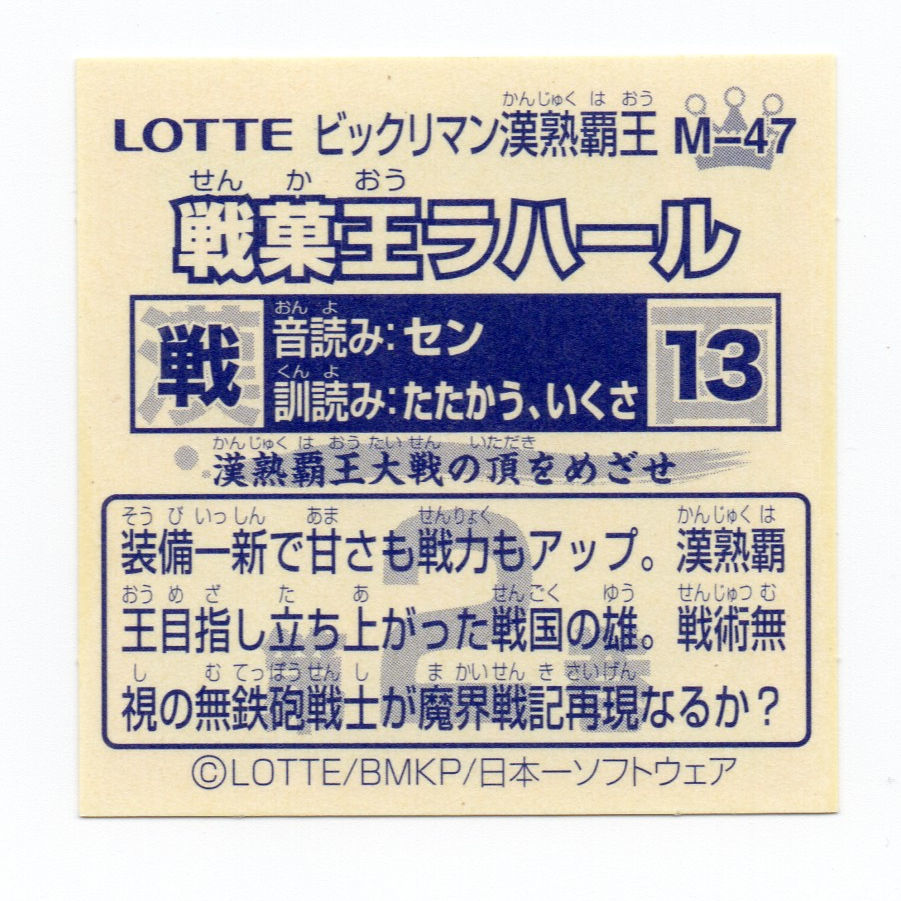 かんじゅく は おう
LOTTE ビックリマン漢熟覇王 M-47
せん か おう
戦菓王ラハール
おん よ
戦 音読み:セン 13
くん よ
訓読み:たたかう、いくさ
かんじゅく は おう たい せん いただき
漢熟覇王大戦の頂をめざせ
そう び いっ しん あま せんりょく かんじゅく は
装備一新で甘さも戦力もアップ。漢熟覇
おう め ざ た あ せんごく ゆう せんじゅつ む
王目指し立ち上がった戦国の雄。戦術無
し む てっぽうせん し ま かいせん き さいげん
視の無鉄砲戦士が魔界戦記再現なるか?
©LOTTE/BMKP/日本一ソフトウェア